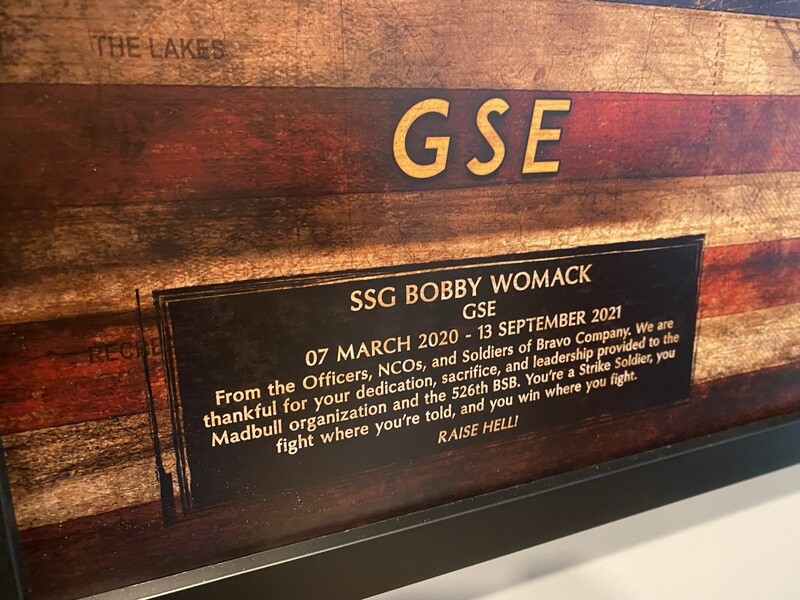 THE LAKES
GSE
SSG BOBBY WOMACK
GSE
07 MARCH 2020 - 13 SEPTEMBER 2021
From the Officers, NCOs, and Soldiers of Bravo Company. We are
thankful for your dedication, sacrifice, and leadership provided to the
Madbull organization and the 526th BSB. You're a Strike Soldier, you
fight where you're told, and you win where you fight.
RAISE HELL!